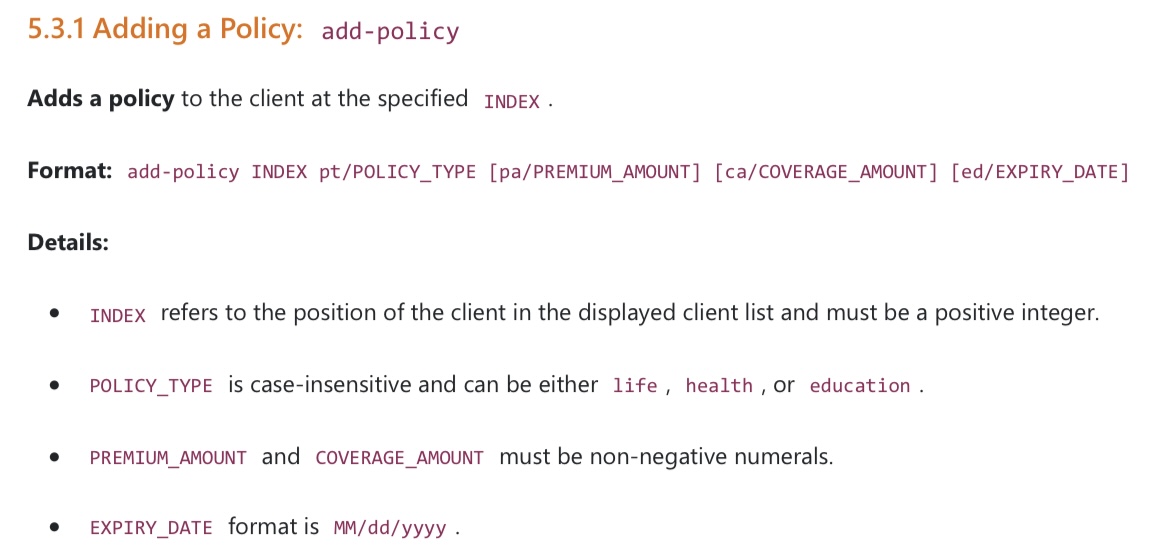 5.3.1 Adding a Policy: add-policy
Adds a policy to the client at the specified INDEX .
Format: add-policy INDEX pt/POLICY_TYPE [pa/PREMIUM_AMOUNT] [ca/COVERAGE_AMOUNT] [ed/EXPIRY_DATE]
Details:
• INDEX refers to the position of the client in the displayed client list and must be a positive integer.
• POLICY_TYPE is case-insensitive and can be either life , health , or education .
• PREMIUM_AMOUNT and COVERAGE_AMOUNT must be non-negative numerals.
• EXPIRY_DATE format is MM/dd/yyyy .